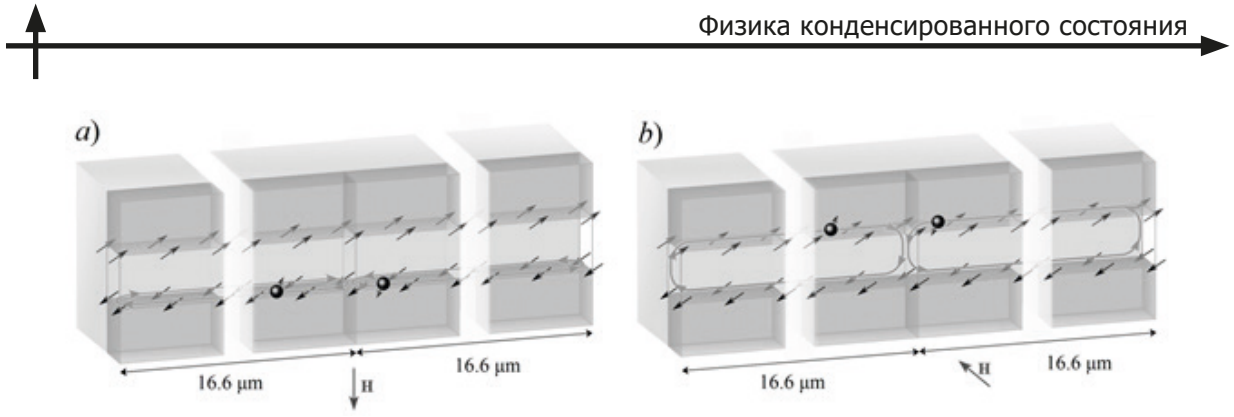 Физика конденсированного состояния
a)
b)
16.6 μm
16.6 μm
H
16.6 μm
16.6 μm
H